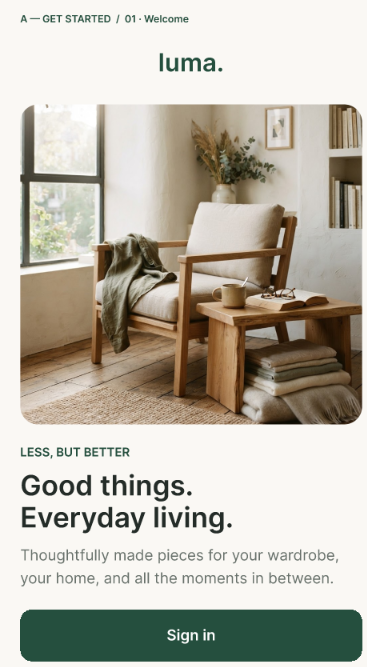 A — GET STARTED / 01 · Welcome
luma.
LESS, BUT BETTER
Good things.
Everyday living.
Thoughtfully made pieces for your wardrobe,
your home, and all the moments in between.
Sign in